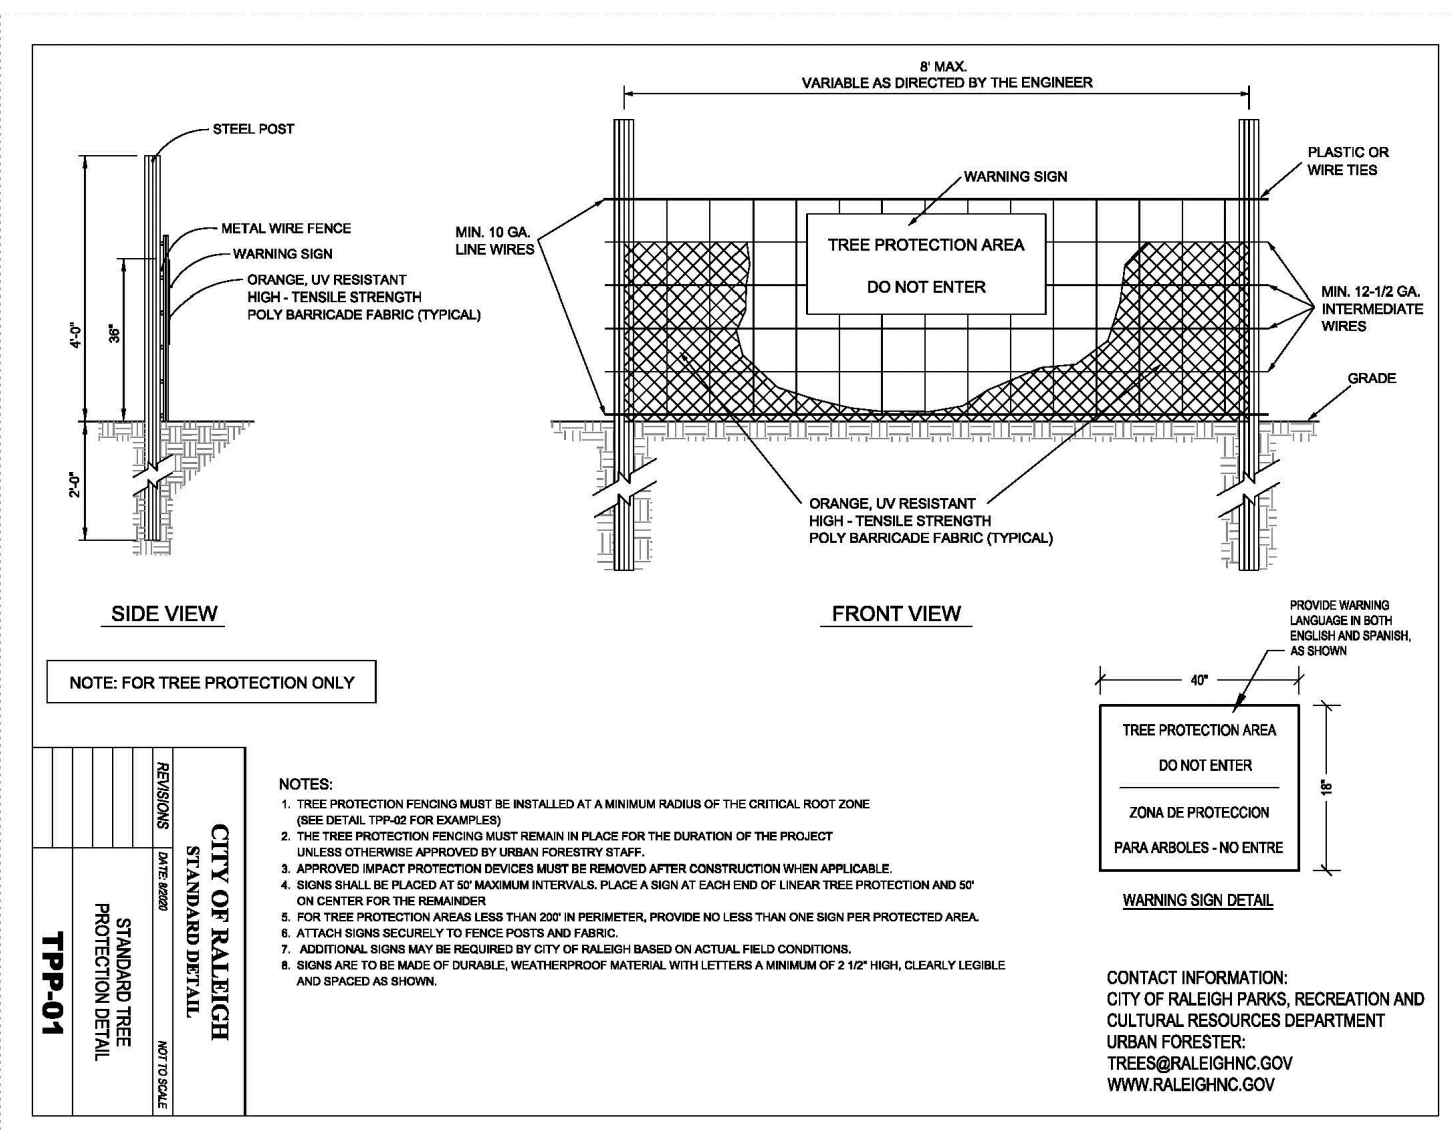 8' MAX.
VARIABLE AS DIRECTED BY THE ENGINEER
STEEL POST
METAL WIRE FENCE
WARNING SIGN
ORANGE, UV RESISTANT
HIGH - TENSILE STRENGTH
POLY BARRICADE FABRIC (TYPICAL)
4'-0"
36"
2'-0"
SIDE VIEW
MIN. 10 GA.
LINE WIRES
WARNING SIGN
TREE PROTECTION AREA
DO NOT ENTER
PLASTIC OR
WIRE TIES
MIN. 12-1/2 GA.
INTERMEDIATE
WIRES
GRADE
ORANGE, UV RESISTANT
HIGH - TENSILE STRENGTH
POLY BARRICADE FABRIC (TYPICAL)
FRONT VIEW
PROVIDE WARNING
LANGUAGE IN BOTH
ENGLISH AND SPANISH,
AS SHOWN
40"
18"
TREE PROTECTION AREA
DO NOT ENTER
ZONA DE PROTECCION
PARA ARBOLES - NO ENTRE
WARNING SIGN DETAIL
NOTE: FOR TREE PROTECTION ONLY
NOTES:
1. TREE PROTECTION FENCING MUST BE INSTALLED AT A MINIMUM RADIUS OF THE CRITICAL ROOT ZONE
(SEE DETAIL TPP-02 FOR EXAMPLES)
2. THE TREE PROTECTION FENCING MUST REMAIN IN PLACE FOR THE DURATION OF THE PROJECT
UNLESS OTHERWISE APPROVED BY URBAN FORESTRY STAFF.
3. APPROVED IMPACT PROTECTION DEVICES MUST BE REMOVED AFTER CONSTRUCTION WHEN APPLICABLE.
4. SIGNS SHALL BE PLACED AT 50' MAXIMUM INTERVALS. PLACE A SIGN AT EACH END OF LINEAR TREE PROTECTION AND 50'
ON CENTER FOR THE REMAINDER
5. FOR TREE PROTECTION AREAS LESS THAN 200' IN PERIMETER, PROVIDE NO LESS THAN ONE SIGN PER PROTECTED AREA.
6. ATTACH SIGNS SECURELY TO FENCE POSTS AND FABRIC.
7. ADDITIONAL SIGNS MAY BE REQUIRED BY CITY OF RALEIGH BASED ON ACTUAL FIELD CONDITIONS.
8. SIGNS ARE TO BE MADE OF DURABLE, WEATHERPROOF MATERIAL WITH LETTERS A MINIMUM OF 2 1/2" HIGH, CLEARLY LEGIBLE
AND SPACED AS SHOWN.
CITY OF RALEIGH
STANDARD DETAIL
REVISIONS
DATE: 8/2020
NOT TO SCALE
STANDARD TREE
PROTECTION DETAIL
TPP-01
CONTACT INFORMATION:
CITY OF RALEIGH PARKS, RECREATION AND
CULTURAL RESOURCES DEPARTMENT
URBAN FORESTER:
TREES@RALEIGHNC.GOV
WWW.RALEIGHNC.GOV